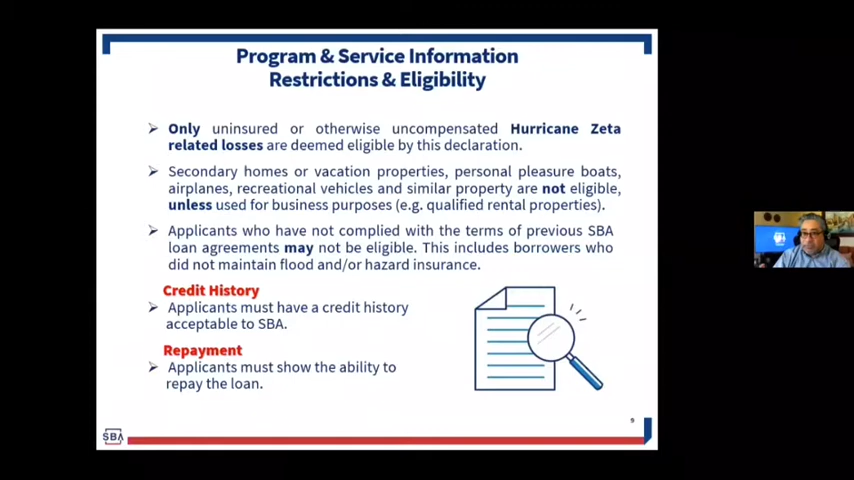 Program & Service Information
Restrictions & Eligibility
Only uninsured or otherwise uncompensated Hurricane Zeta
related losses are deemed eligible by this declaration.
Secondary homes or vacation properties, personal pleasure boats,
airplanes, recreational vehicles and similar property are not eligible,
unless used for business purposes (e.g. qualified rental properties).
Applicants who have not complied with the terms of previous SBA
loan agreements may not be eligible. This includes borrowers who
did not maintain flood and/or hazard insurance.
Credit History
Applicants must have a credit history
acceptable to SBA.
Repayment
Applicants must show the ability to
repay the loan.
9
SBA